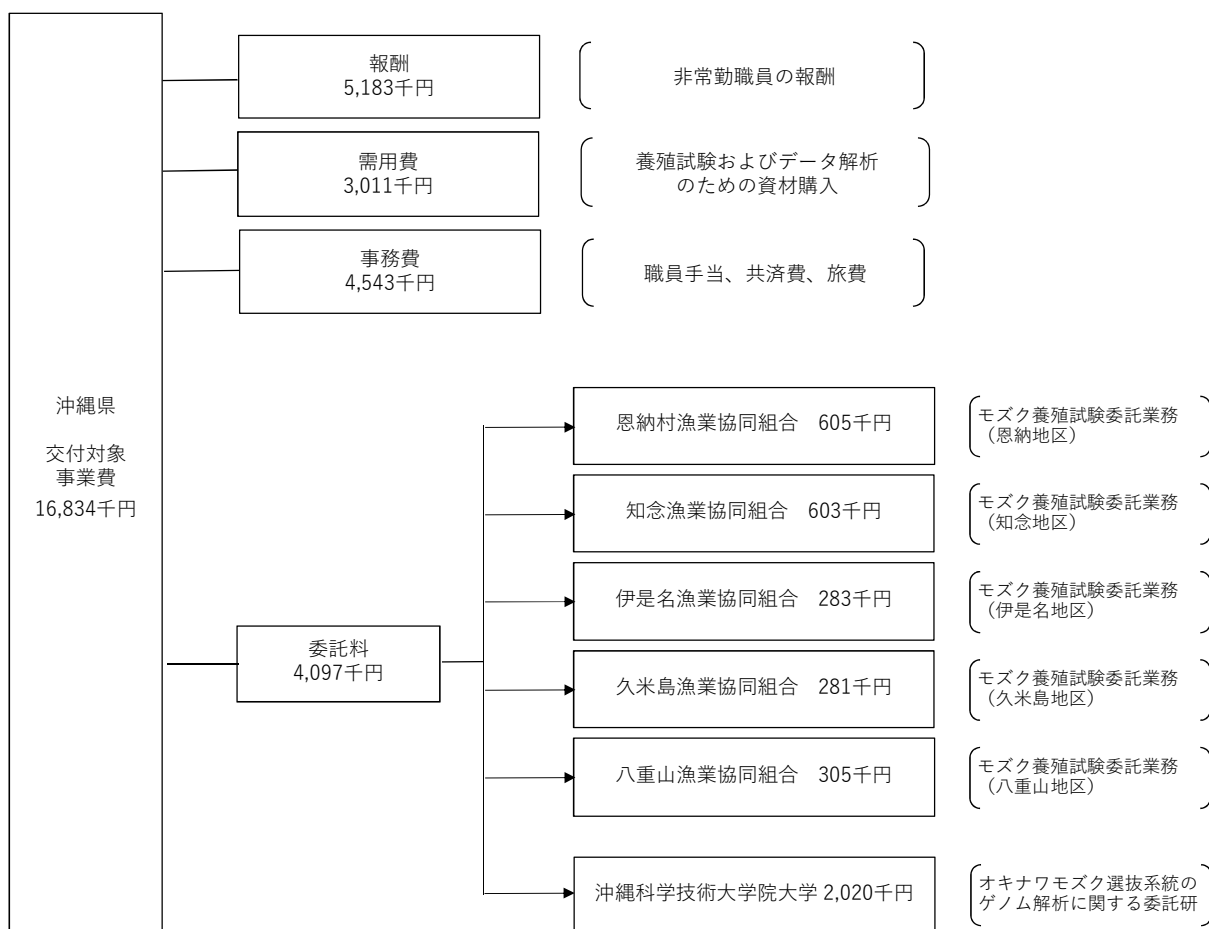 報酬
5,183千円
非常勤職員の報酬
需用費
3,011千円
養殖試験およびデータ解析
のための資材購入
事務費
4,543千円
職員手当、共済費、旅費
沖縄県
交付対象
事業費
16,834千円
委託料
4,097千円
恩納村漁業協同組合　605千円
モズク養殖試験委託業務
（恩納地区）
知念漁業協同組合　603千円
モズク養殖試験委託業務
（知念地区）
伊是名漁業協同組合　283千円
モズク養殖試験委託業務
（伊是名地区）
久米島漁業協同組合　281千円
モズク養殖試験委託業務
（久米島地区）
八重山漁業協同組合　305千円
モズク養殖試験委託業務
（八重山地区）
沖縄科学技術大学院大学 2,020千円
オキナワモズク選抜系統の
ゲノム解析に関する委託研